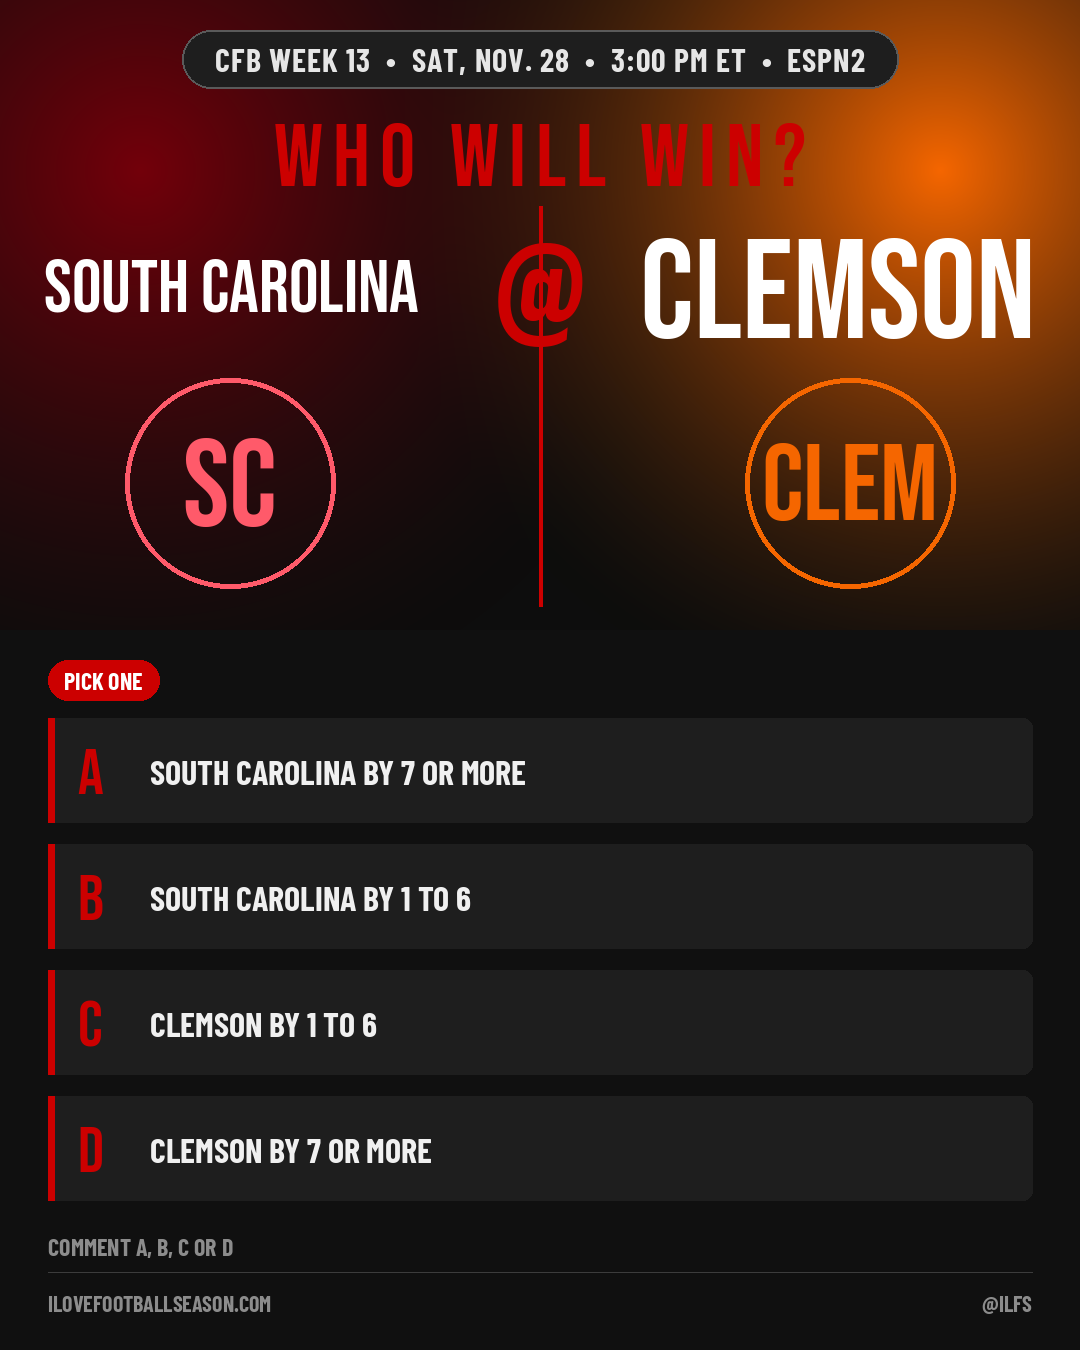 CFB WEEK 13 • SAT, NOV. 28 • 3:00 PM ET • ESPN2
WHO WILL WIN?
SOUTH CAROLINA @ CLEMSON
SC CLEM
PICK ONE
A SOUTH CAROLINA BY 7 OR MORE
B SOUTH CAROLINA BY 1 TO 6
C CLEMSON BY 1 TO 6
D CLEMSON BY 7 OR MORE
COMMENT A, B, C OR D
ILOVEFOOTBALLSEASON.COM @ILFS